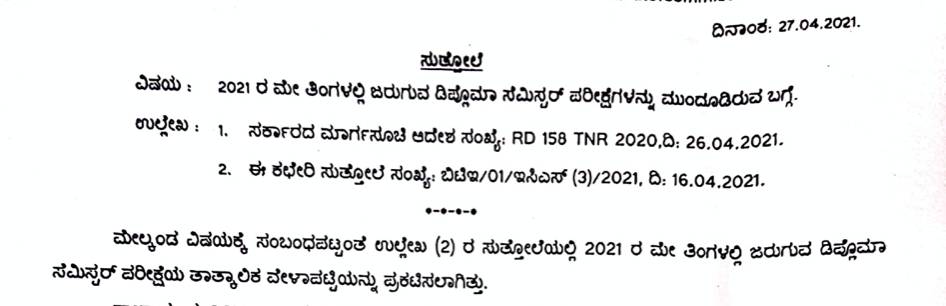 ದಿನಾಂಕ: 27.04.2021.
ಸುತ್ತೋಲೆ
ವಿಷಯ : 2021 ರ ಮೇ ತಿಂಗಳಲ್ಲಿ ಜರುಗುವ ಡಿಪ್ಲೊಮಾ ಸೆಮಿಸ್ಟರ್ ಪರೀಕ್ಷೆಗಳನ್ನು ಮುಂದೂಡಿರುವ ಬಗ್ಗೆ.
ಉಲ್ಲೇಖ : 1. ಸರ್ಕಾರದ ಮಾರ್ಗಸೂಚಿ ಆದೇಶ ಸಂಖ್ಯೆ: RD 158 TNR 2020,ದಿ: 26.04.2021.
2. ಈ ಕಛೇರಿ ಸುತ್ತೋಲೆ ಸಂಖ್ಯೆ: ಬಿಟಿಇ/01/ಇಸಿಎಸ್ (3)/2021, ದಿ: 16.04.2021.
•-•-•-•
ಮೇಲ್ಕಂಡ ವಿಷಯಕ್ಕೆ ಸಂಬಂಧಪಟ್ಟಂತೆ ಉಲ್ಲೇಖ (2) ರ ಸುತ್ತೋಲೆಯಲ್ಲಿ 2021 ರ ಮೇ ತಿಂಗಳಲ್ಲಿ ಜರುಗುವ ಡಿಪ್ಲೊಮಾ
ಸೆಮಿಸ್ಟರ್ ಪರೀಕ್ಷೆಯ ತಾತ್ಕಾಲಿಕ ವೇಳಾಪಟ್ಟಿಯನ್ನು ಪ್ರಕಟಿಸಲಾಗಿತ್ತು.